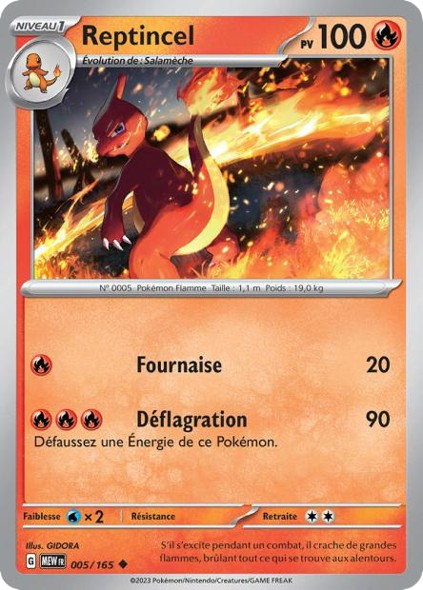 NIVEAU 1
Reptincel
PV 100
Évolution de : Salamèche
N° 0005 Pokémon Flamme Taille : 1,1 m Poids : 19,0 kg
Fournaise 20
Déflagration 90
Défaussez une Énergie de ce Pokémon.
Faiblesse ×2 Résistance Retraite
Illus. GIDORA
S'il s'excite pendant un combat, il crache de grandes
flammes, brûlant tout ce qui se trouve aux alentours.
G MEW FR 005/165
©2023 Pokémon/Nintendo/Creatures/GAME FREAK